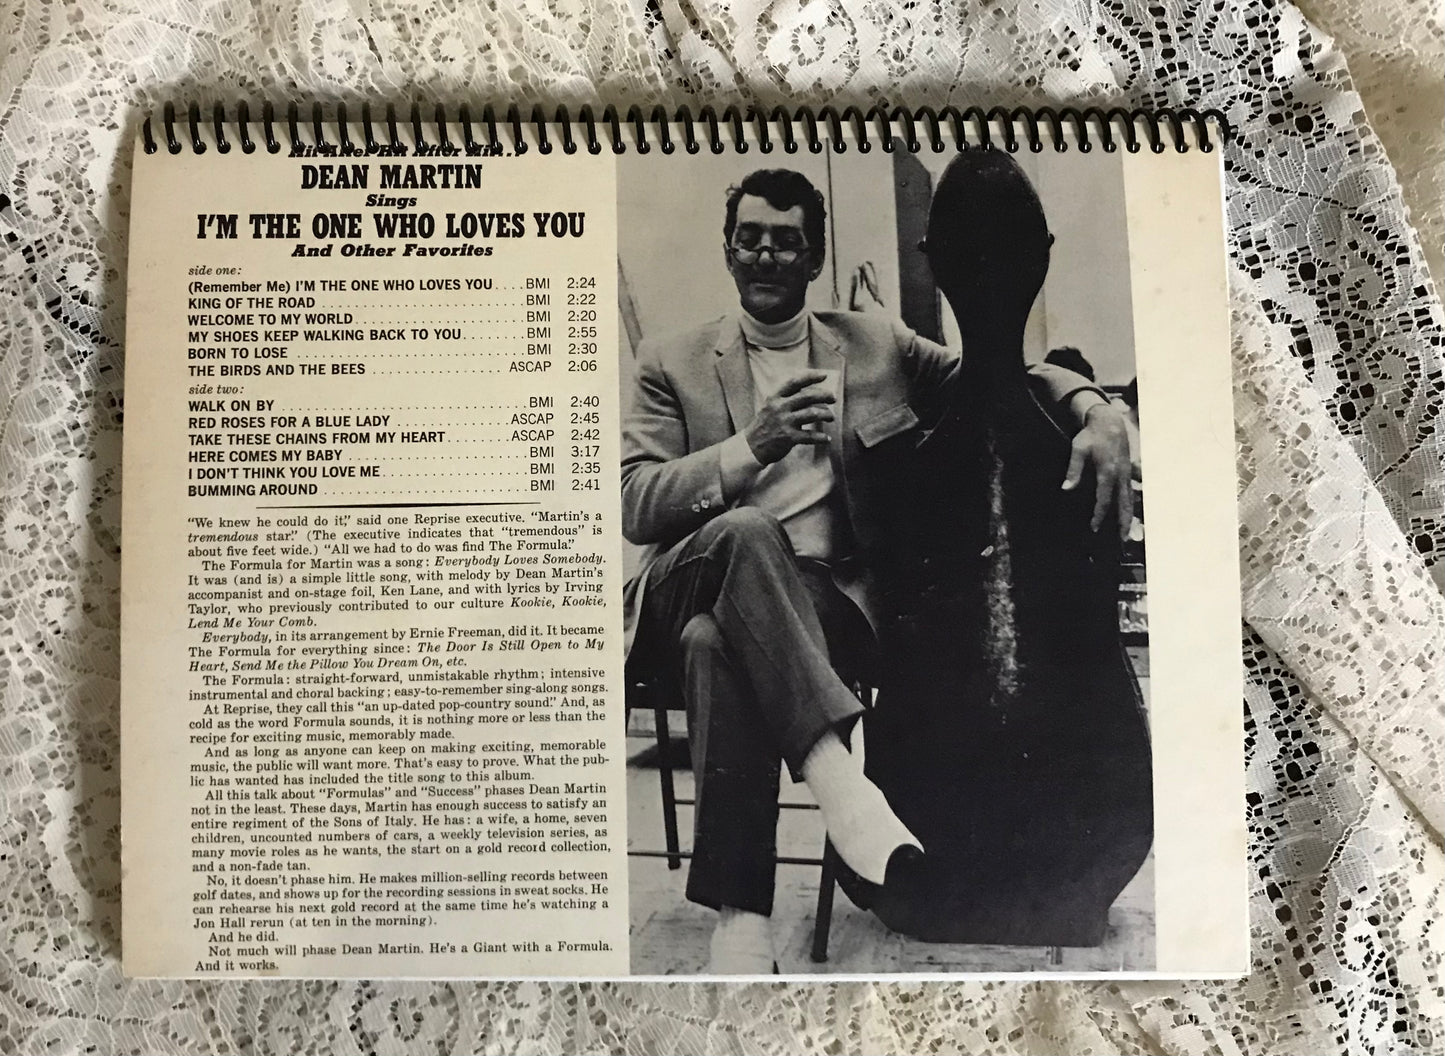 Hit After Hit After Hit...
DEAN MARTIN
Sings
I'M THE ONE WHO LOVES YOU
And Other Favorites
side one:
(Remember Me) I'M THE ONE WHO LOVES YOU....BMI 2:24
KING OF THE ROAD..........................BMI 2:22
WELCOME TO MY WORLD.....................BMI 2:20
MY SHOES KEEP WALKING BACK TO YOU........BMI 2:55
BORN TO LOSE............................BMI 2:30
THE BIRDS AND THE BEES................ASCAP 2:06
side two:
WALK ON BY..............................BMI 2:40
RED ROSES FOR A BLUE LADY.............ASCAP 2:45
TAKE THESE CHAINS FROM MY HEART.......ASCAP 2:42
HERE COMES MY BABY......................BMI 3:17
I DON'T THINK YOU LOVE ME................BMI 2:35
BUMMING AROUND.........................BMI 2:41
"We knew he could do it," said one Reprise executive. "Martin's a
tremendous star." (The executive indicates that "tremendous" is
about five feet wide.) "All we had to do was find The Formula."
The Formula for Martin was a song: Everybody Loves Somebody.
It was (and is) a simple little song, with melody by Dean Martin's
accompanist and on-stage foil, Ken Lane, and with lyrics by Irving
Taylor, who previously contributed to our culture Kookie, Kookie,
Lend Me Your Comb.
Everybody, in its arrangement by Ernie Freeman, did it. It became
The Formula for everything since: The Door Is Still Open to My
Heart, Send Me the Pillow You Dream On, etc.
The Formula: straight-forward, unmistakable rhythm; intensive
instrumental and choral backing; easy-to-remember sing-along songs.
At Reprise, they call this "an up-dated pop-country sound." And, as
cold as the word Formula sounds, it is nothing more or less than the
recipe for exciting music, memorably made.
And as long as anyone can keep on making exciting, memorable
music, the public will want more. That's easy to prove. What the pub-
lic has wanted has included the title song to this album.
All this talk about "Formulas" and "Success" phases Dean Martin
not in the least. These days, Martin has enough success to satisfy an
entire regiment of the Sons of Italy. He has: a wife, a home, seven
children, uncounted numbers of cars, a weekly television series, as
many movie roles as he wants, the start on a gold record collection,
and a non-fade tan.
No, it doesn't phase him. He makes million-selling records between
golf dates, and shows up for the recording sessions in sweat socks. He
can rehearse his next gold record at the same time he's watching a
Jon Hall rerun (at ten in the morning).
And he did.
Not much will phase Dean Martin. He's a Giant with a Formula.
And it works.